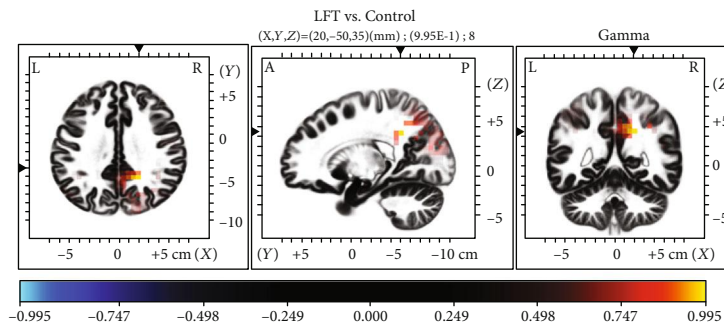 LFT vs. Control
(X,Y,Z)=(20,−50,35)(mm) ; (9.95E-1) ; 8
Gamma
L R (Y)
+5
0
−5
−10
−5 0 +5 cm (X)
A P (Z)
+5
0
−5
(Y) +5 0 −5 −10 cm
L R (Z)
+5
0
−5
−5 0 +5 cm (X)
−0.995 −0.747 −0.498 −0.249 0.000 0.249 0.498 0.747 0.995